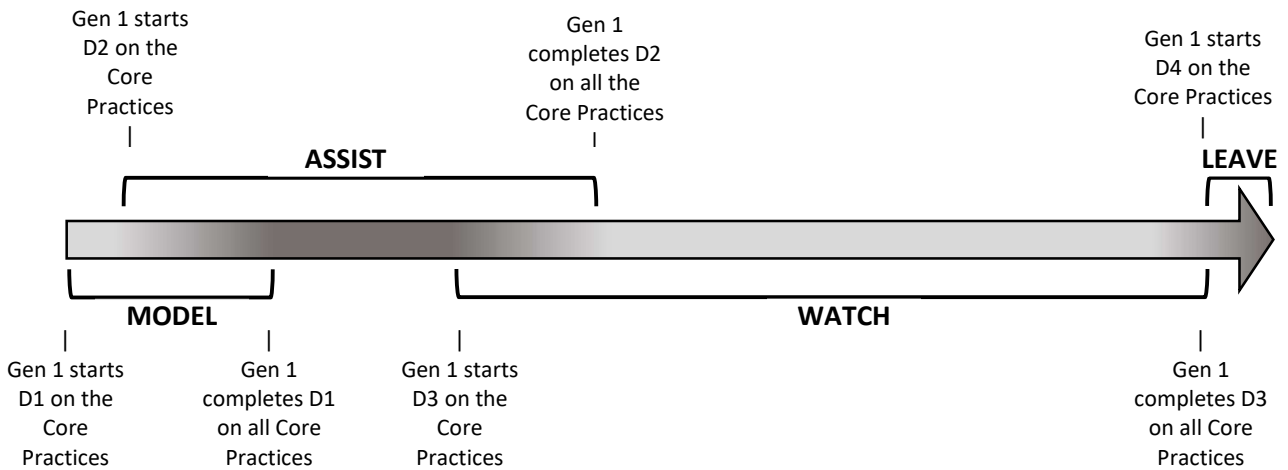 Gen 1 starts
D2 on the
Core
Practices
Gen 1
completes D2
on all the
Core Practices
Gen 1 starts
D4 on the
Core Practices
ASSIST
LEAVE
MODEL
WATCH
Gen 1 starts
D1 on the
Core
Practices
Gen 1
completes D1
on all Core
Practices
Gen 1 starts
D3 on the
Core
Practices
Gen 1
completes D3
on all Core
Practices